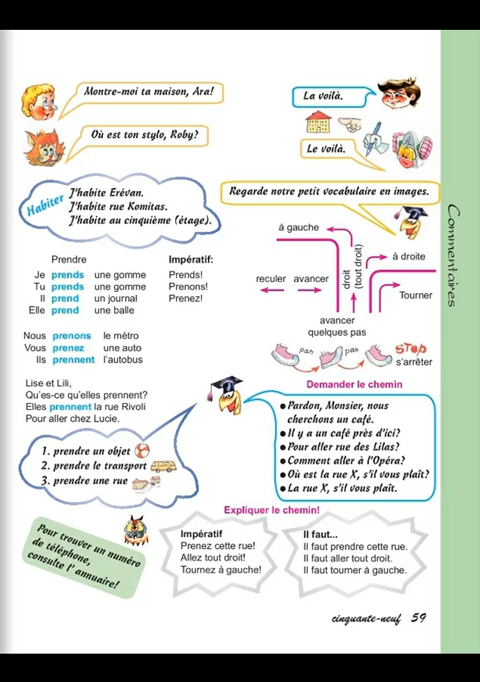 Montre-moi ta maison, Ara!
La voilà.
Où est ton stylo, Roby?
Le voilà.
Habiter
J'habite Erévan.
J'habite rue Komitas.
J'habite au cinquième (étage).
Regarde notre petit vocabulaire en images.
Commentaires
à gauche
à droite
reculer avancer
droit
(tout droit)
Tourner
avancer
quelques pas
pas
pas
STOP
s'arrêter
Prendre
Impératif:
Je prends une gomme
Prends!
Tu prends une gomme
Prenons!
Il prend un journal
Prenez!
Elle prend une balle
Nous prenons le métro
Vous prenez une auto
Ils prennent l'autobus
Lise et Lili,
Qu'es-ce qu'elles prennent?
Elles prennent la rue Rivoli
Pour aller chez Lucie.
1. prendre un objet
2. prendre le transport
3. prendre une rue
Demander le chemin
• Pardon, Monsier, nous
cherchons un café.
• Il y a un café près d'ici?
• Pour aller rue des Lilas?
• Comment aller à l'Opéra?
• Où est la rue X, s'il vous plaît?
• La rue X, s'il vous plaît.
Expliquer le chemin!
Pour trouver un numéro
de téléphone,
consulte l' annuaire!
Impératif
Prenez cette rue!
Allez tout droit!
Tournez à gauche!
Il faut...
Il faut prendre cette rue.
Il faut aller tout droit.
Il faut tourner à gauche.
cinquante-neuf 59